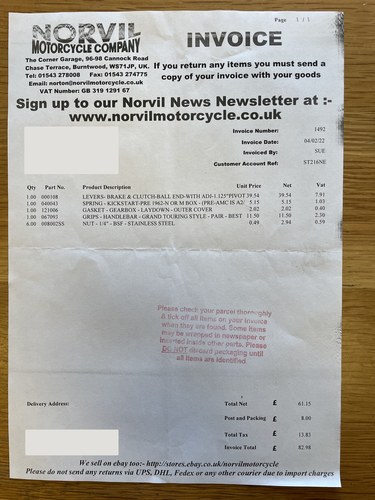 Page 1 / 1
NORVIL
MOTORCYCLE COMPANY
INVOICE
The Corner Garage, 96-98 Cannock Road
Chase Terrace, Burntwood, WS71JP, UK.
Tel: 01543 278008 Fax: 01543 274775
Email: norton@norvilmotorcycle.co.uk
VAT Number: GB 319 1291 67
If you return any items you must send a
copy of your invoice with your goods
Sign up to our Norvil News Newsletter at :-
www.norvilmotorcycle.co.uk
Invoice Number: 1492
Invoice Date: 04/02/22
Invoiced By: SUE
Customer Account Ref: ST216NE
Qty Part No. Product Description Unit Price Net Vat
1.00 000108 LEVERS- BRAKE & CLUTCH-BALL END-WITH ADJ-1.125"PIVOT 39.54 39.54 7.91
1.00 040043 SPRING - KICKSTART-PRE 1962-N OR M BOX - (PRE-AMC IS A2/ 5.15 5.15 1.03
1.00 121006 GASKET - GEARBOX - LAYDOWN - OUTER COVER 2.02 2.02 0.40
1.00 067093 GRIPS - HANDLEBAR - GRAND TOURING STYLE - PAIR - BEST 11.50 11.50 2.30
6.00 008002SS NUT - 1/4" - BSF - STAINLESS STEEL 0.49 2.94 0.59
Please check your parcel thoroughly
& tick off all items on your invoice
when they are found. Some items
may be wrapped in newspaper or
inserted inside other parts. Please
DO NOT discard packaging until
all items are identified.
Delivery Address:
Total Net £ 61.15
Post and Packing £ 8.00
Total Tax £ 13.83
Invoice Total £ 82.98
We sell on ebay too:- http://stores.ebay.co.uk/norvilmotorcycle
Please do not send any returns via UPS, DHL, Fedex or any other courier due to import charges